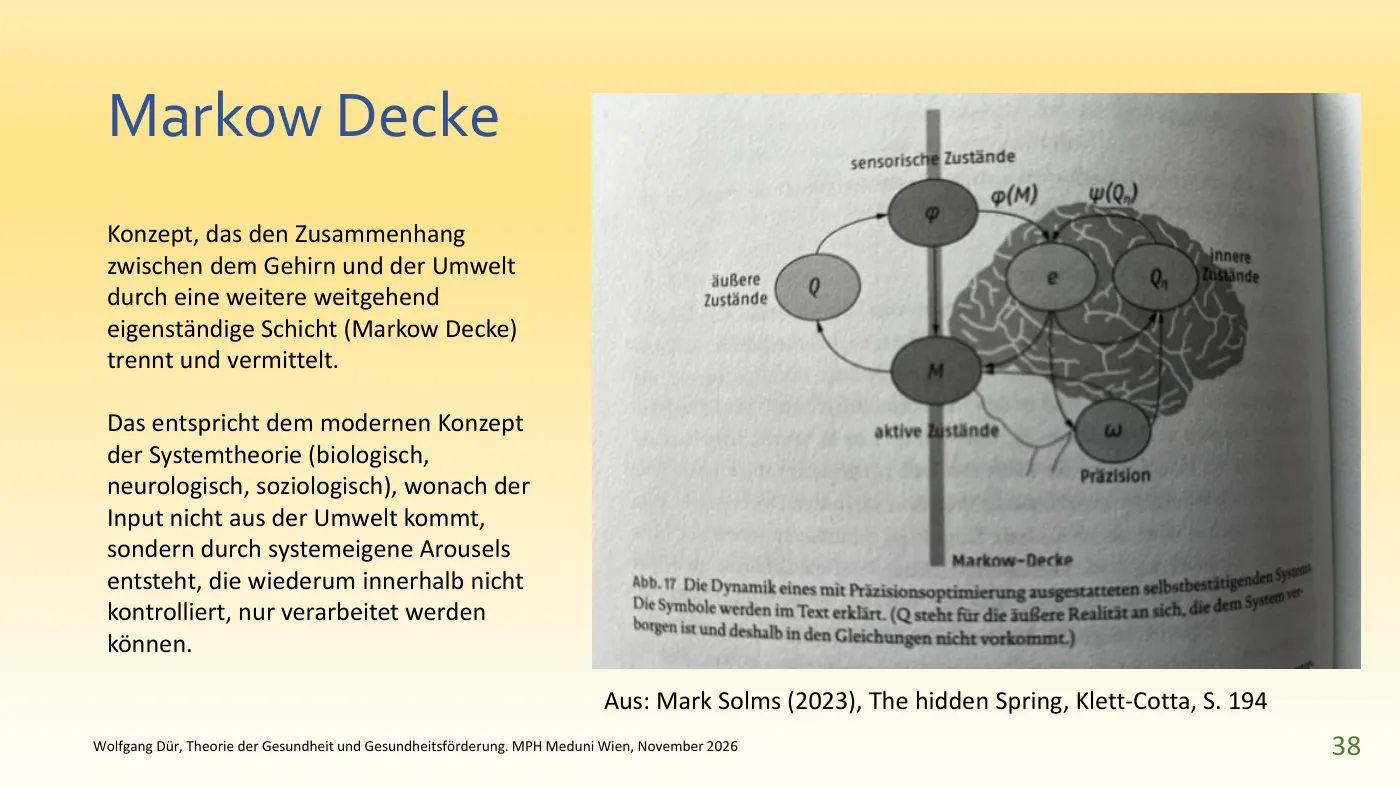 Markow Decke
Konzept, das den Zusammenhang
zwischen dem Gehirn und der Umwelt
durch eine weitere weitgehend
eigenständige Schicht (Markow Decke)
trennt und vermittelt.
Das entspricht dem modernen Konzept
der Systemtheorie (biologisch,
neurologisch, soziologisch), wonach der
Input nicht aus der Umwelt kommt,
sondern durch systemeigene Arousels
entsteht, die wiederum innerhalb nicht
kontrolliert, nur verarbeitet werden
können.
sensorische Zustände
φ
φ(M)
ψ(Qη)
äußere
Zustände
Q
e
Qη
innere
Zustände
M
aktive Zustände
ω
Präzision
Markow-Decke
Abb. 17 Die Dynamik eines mit Präzisionsoptimierung ausgestatteten selbstbestätigenden Systems.
Die Symbole werden im Text erklärt. (Q steht für die äußere Realität an sich, die dem System ver-
borgen ist und deshalb in den Gleichungen nicht vorkommt.)
Aus: Mark Solms (2023), The hidden Spring, Klett-Cotta, S. 194
Wolfgang Dür, Theorie der Gesundheit und Gesundheitsförderung. MPH Meduni Wien, November 2026
38